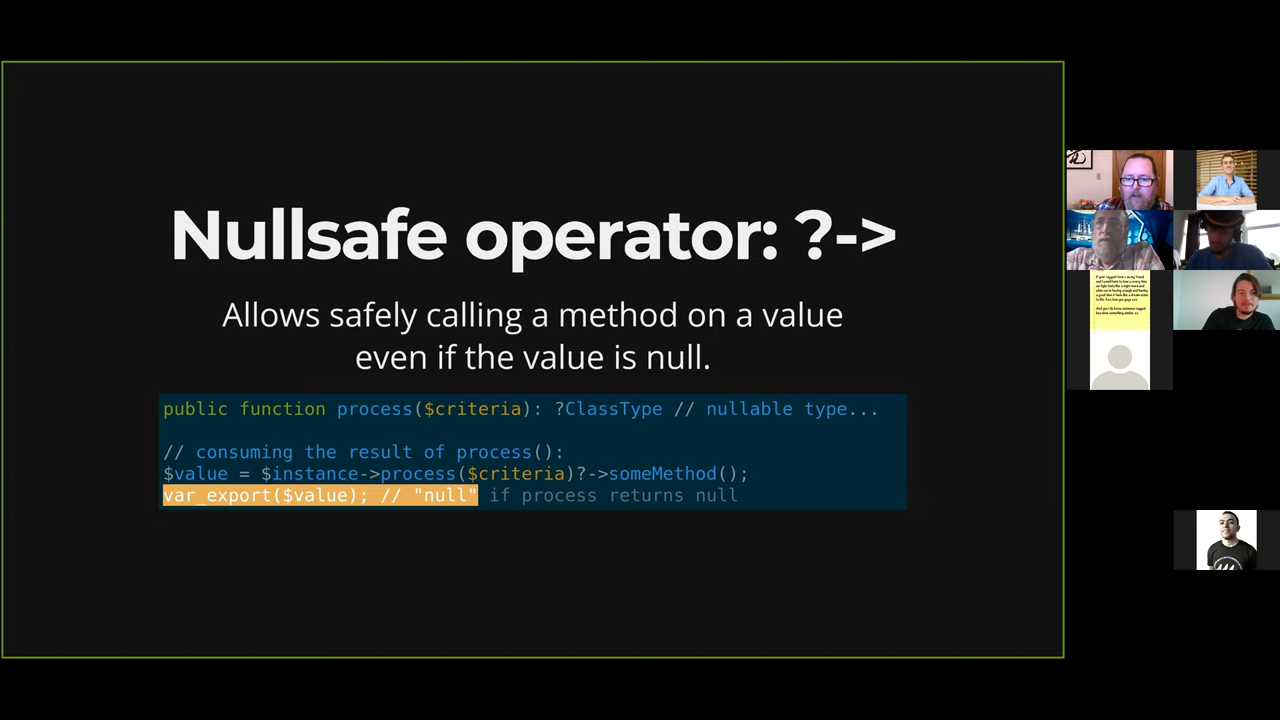 Nullsafe operator: ?->
Allows safely calling a method on a value
even if the value is null.
public function process($criteria): ?ClassType // nullable type...
// consuming the result of process():
$value = $instance->process($criteria)?->someMethod();
var_export($value); // "null" if process returns null